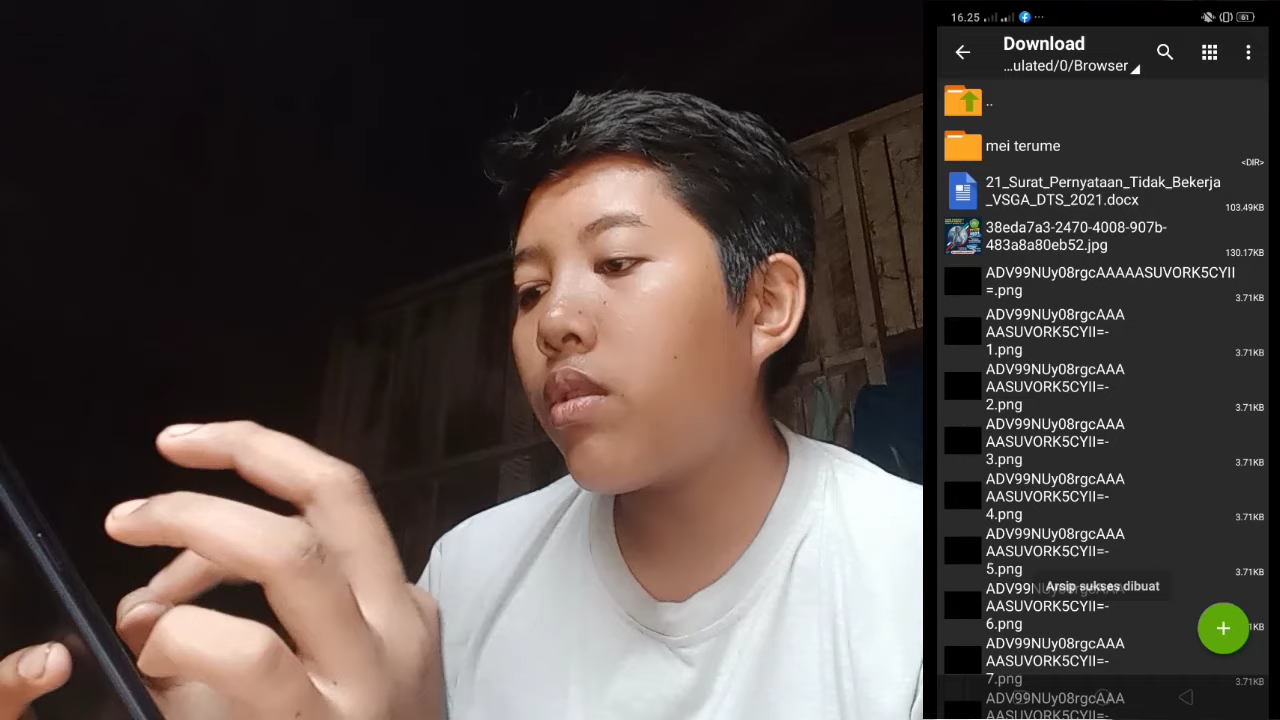 16.25
61
Download
...ulated/0/Browser
..
mei terume
<DIR>
21_Surat_Pernyataan_Tidak_Bekerja
_VSGA_DTS_2021.docx
103.49KB
38eda7a3-2470-4008-907b-
483a8a80eb52.jpg
130.17KB
ADV99NUy08rgcAAAAASUVORK5CYII
=.png
3.71KB
ADV99NUy08rgcAAA
AASUVORK5CYII=-
1.png
3.71KB
ADV99NUy08rgcAAA
AASUVORK5CYII=-
2.png
3.71KB
ADV99NUy08rgcAAA
AASUVORK5CYII=-
3.png
3.71KB
ADV99NUy08rgcAAA
AASUVORK5CYII=-
4.png
3.71KB
ADV99NUy08rgcAAA
AASUVORK5CYII=-
5.png
3.71KB
Arsip sukses dibuat
AASUVORK5CYII=-
6.png
ADV99NUy08rgcAAA
AASUVORK5CYII=-
7.png
3.71KB
ADV99NUy08rgcAAA